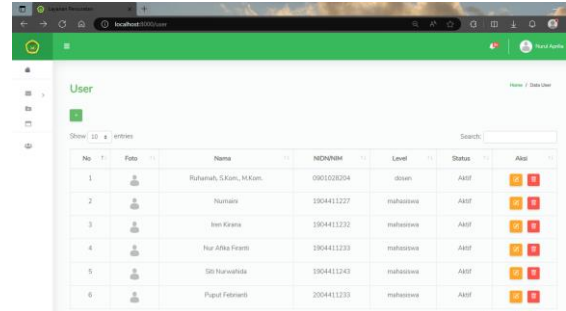 localhost:8000/user
Nurul Aprilia
User
Home / Data User
+
Show 10 entries
Search:
No Foto Nama NIDN/NIM Level Status Aksi
1 Ruhamah, S.Kom., M.Kom. 0901028204 dosen Aktif
2 Nurnaini 1904411227 mahasiswa Aktif
3 Iren Kirana 1904411232 mahasiswa Aktif
4 Nur Afika Firanti 1904411233 mahasiswa Aktif
5 Siti Nurwahida 1904411243 mahasiswa Aktif
6 Puput Febrianti 2004411233 mahasiswa Aktif